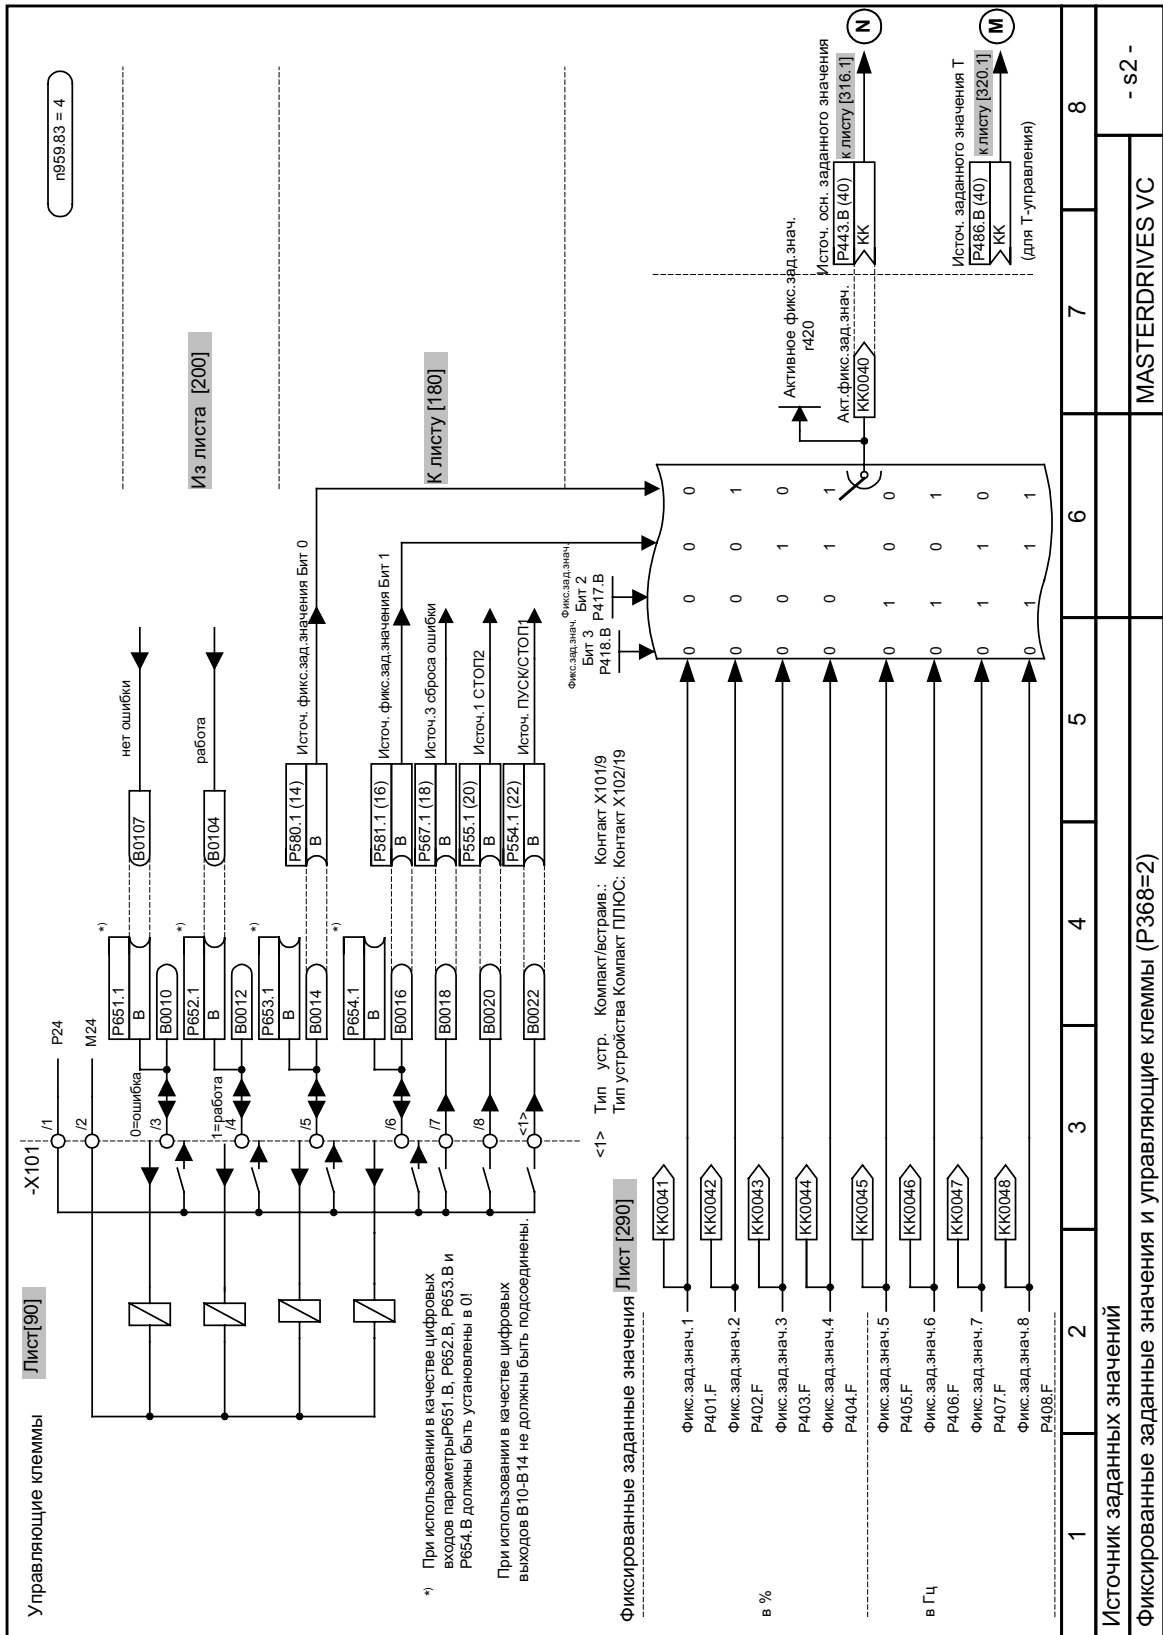 Управляющие клеммы
Лист[90]
-X101
n959.83 = 4
/1
P24
/2
M24
0=ошибка
/3
P651.1
*)
B
B0010
B0107
нет ошибки
1=работа
/4
P652.1
*)
B
B0012
B0104
работа
Из листа [200]
/5
P653.1
*)
B
B0014
P580.1 (14)
B
Источ. фикс.зад.значения Бит 0
/6
P654.1
*)
B
B0016
P581.1 (16)
B
Источ. фикс.зад.значения Бит 1
К листу [180]
/7
B0018
P567.1 (18)
B
Источ.3 сброса ошибки
/8
B0020
P555.1 (20)
B
Источ.1 СТОП2
<1>
B0022
P554.1 (22)
B
Источ. ПУСК/СТОП1
*) При использовании в качестве цифровых
входов параметрыP651.B, P652.B, P653.B и
P654.B должны быть установлены в 0!
При использовании в качестве цифровых
выходов B10-B14 не должны быть подсоединены.
<1> Тип устр. Компакт/встраив.: Контакт X101/9
Тип устройства Компакт ПЛЮС: Контакт X102/19
Фиксированные заданные значения
Лист [290]
Фикс.зад.знач.
Бит 3
P418.B
Фикс.зад.знач.
Бит 2
P417.B
в %
Фикс.зад.знач.1
P401.F
KK0041
0 0 0 0
Фикс.зад.знач.2
P402.F
KK0042
0 0 0 1
Фикс.зад.знач.3
P403.F
KK0043
0 0 1 0
Фикс.зад.знач.4
P404.F
KK0044
0 0 1 1
в Гц
Фикс.зад.знач.5
P405.F
KK0045
0 1 0 0
Фикс.зад.знач.6
P406.F
KK0046
0 1 0 1
Фикс.зад.знач.7
P407.F
KK0047
0 1 1 0
Фикс.зад.знач.8
P408.F
KK0048
0 1 1 1
Активное фикс.зад.знач.
r420
Акт.фикс.зад.знач.
KK0040
Источ. осн. заданного значения
P443.B (40)
KK
к листу [316.1]
N
Источ. заданного значения T
P486.B (40)
KK
к листу [320.1]
M
(для Т-управления)
1 2 3 4 5 6 7 8
Источник заданных значений
Фиксированные заданные значения и управляющие клеммы (P368=2)
MASTERDRIVES VC
- s2 -